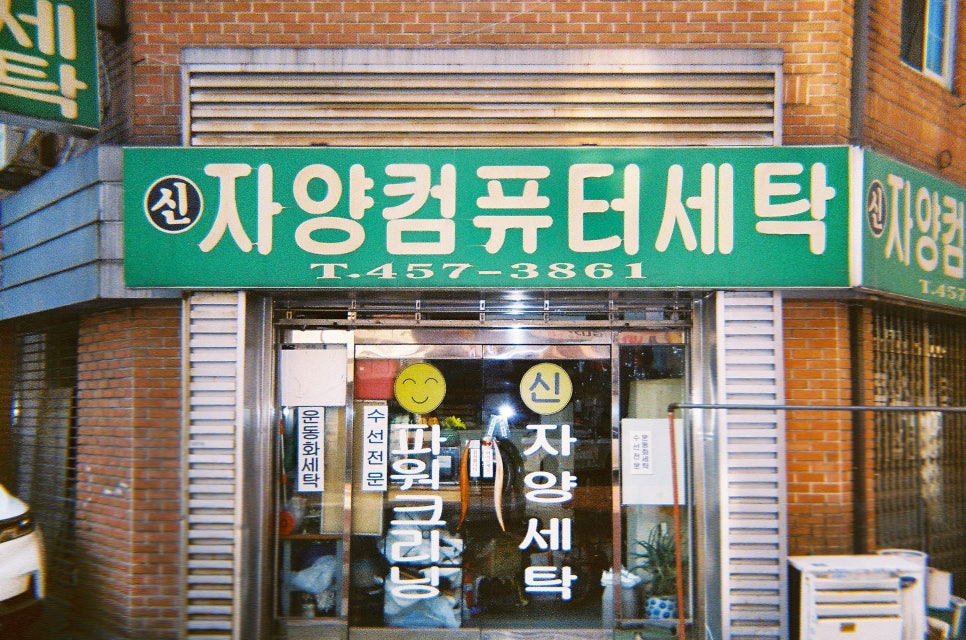 세
탁
신 자양컴퓨터세탁
T.457-3861
신 자양컴
T.457
운동화세탁
수선전문
파워크리닝
신
자양세탁
운동화세탁
수선전문